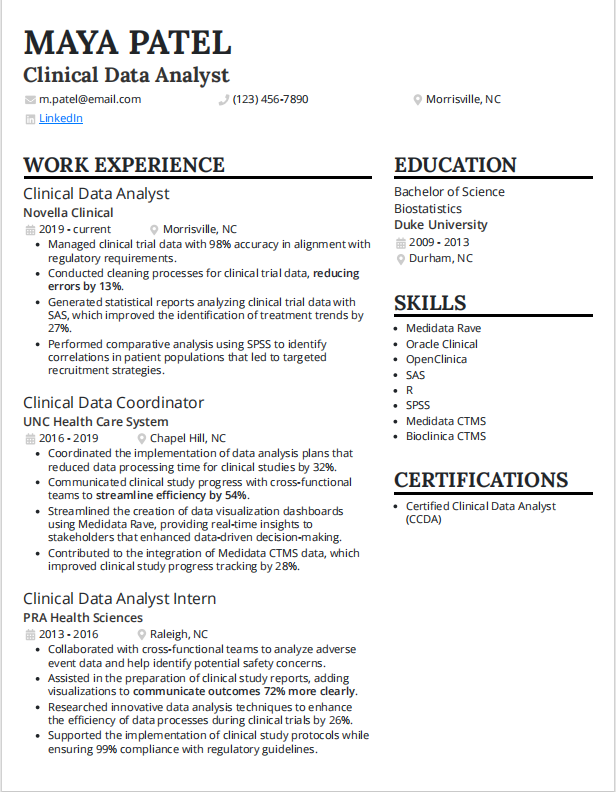 MAYA PATEL
Clinical Data Analyst
m.patel@email.com
(123) 456-7890
Morrisville, NC
LinkedIn
WORK EXPERIENCE
Clinical Data Analyst
Novella Clinical
2019 - current
Morrisville, NC
• Managed clinical trial data with 98% accuracy in alignment with
regulatory requirements.
• Conducted cleaning processes for clinical trial data, reducing
errors by 13%.
• Generated statistical reports analyzing clinical trial data with
SAS, which improved the identification of treatment trends by
27%.
• Performed comparative analysis using SPSS to identify
correlations in patient populations that led to targeted
recruitment strategies.
Clinical Data Coordinator
UNC Health Care System
2016 - 2019
Chapel Hill, NC
• Coordinated the implementation of data analysis plans that
reduced data processing time for clinical studies by 32%.
• Communicated clinical study progress with cross-functional
teams to streamline efficiency by 54%.
• Streamlined the creation of data visualization dashboards
using Medidata Rave, providing real-time insights to
stakeholders that enhanced data-driven decision-making.
• Contributed to the integration of Medidata CTMS data, which
improved clinical study progress tracking by 28%.
Clinical Data Analyst Intern
PRA Health Sciences
2013 - 2016
Raleigh, NC
• Collaborated with cross-functional teams to analyze adverse
event data and help identify potential safety concerns.
• Assisted in the preparation of clinical study reports, adding
visualizations to communicate outcomes 72% more clearly.
• Researched innovative data analysis techniques to enhance
the efficiency of data processes during clinical trials by 26%.
• Supported the implementation of clinical study protocols while
ensuring 99% compliance with regulatory guidelines.
EDUCATION
Bachelor of Science
Biostatistics
Duke University
2009 - 2013
Durham, NC
SKILLS
• Medidata Rave
• Oracle Clinical
• OpenClinica
• SAS
• R
• SPSS
• Medidata CTMS
• Bioclinica CTMS
CERTIFICATIONS
• Certified Clinical Data Analyst
(CCDA)